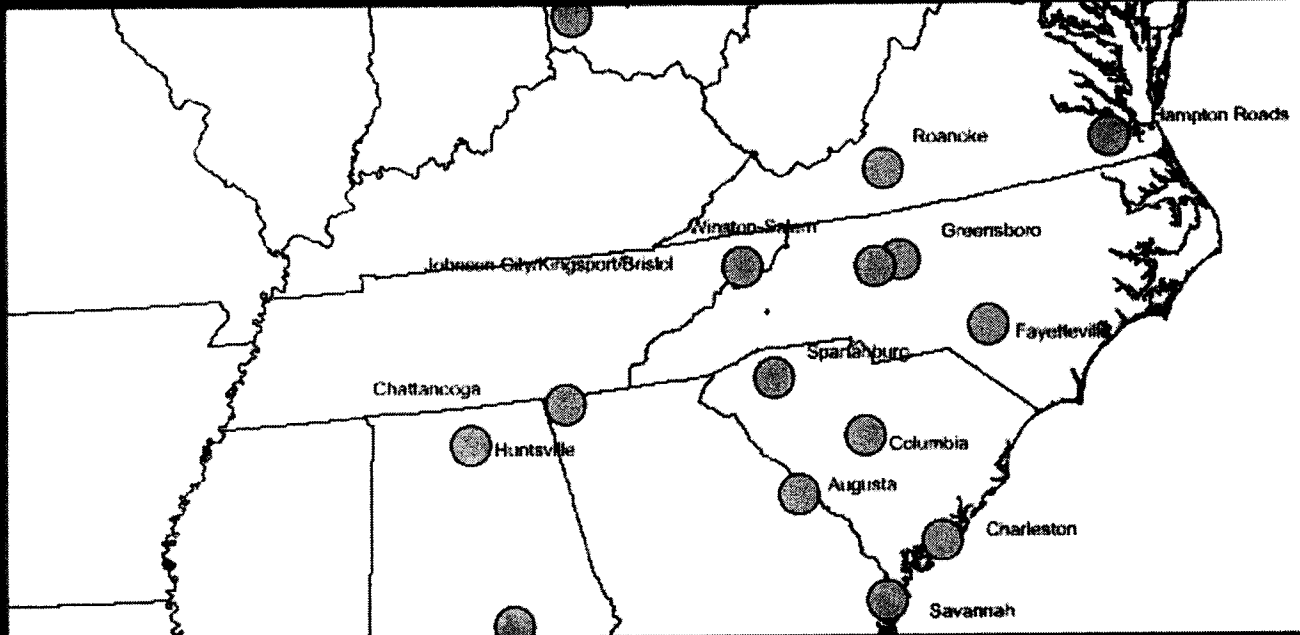 Hampton Roads
Roanoke
Winston-Salem
Greensboro
Johnson City/Kingsport/Bristol
Fayetteville
Spartanburg
Chattanooga
Columbia
Huntsville
Augusta
Charleston
Savannah